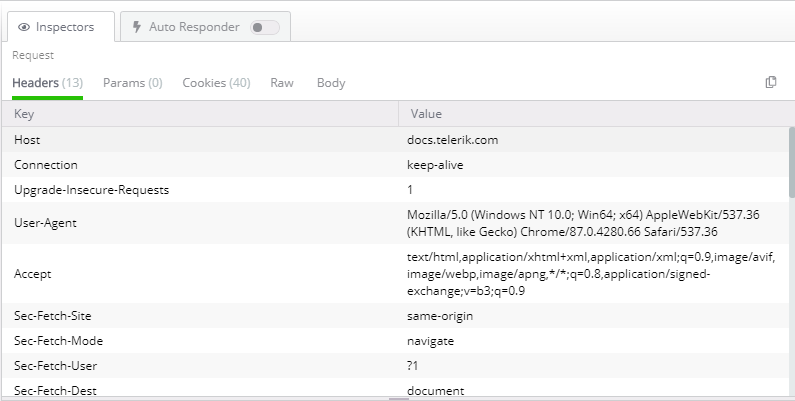 Inspectors Auto Responder
Request
Headers (13) Params (0) Cookies (40) Raw Body
Key Value
Host docs.telerik.com
Connection keep-alive
Upgrade-Insecure-Requests 1
User-Agent Mozilla/5.0 (Windows NT 10.0; Win64; x64) AppleWebKit/537.36
(KHTML, like Gecko) Chrome/87.0.4280.66 Safari/537.36
Accept text/html,application/xhtml+xml,application/xml;q=0.9,image/avif,
image/webp,image/apng,*/*;q=0.8,application/signed-
exchange;v=b3;q=0.9
Sec-Fetch-Site same-origin
Sec-Fetch-Mode navigate
Sec-Fetch-User ?1
Sec-Fetch-Dest document